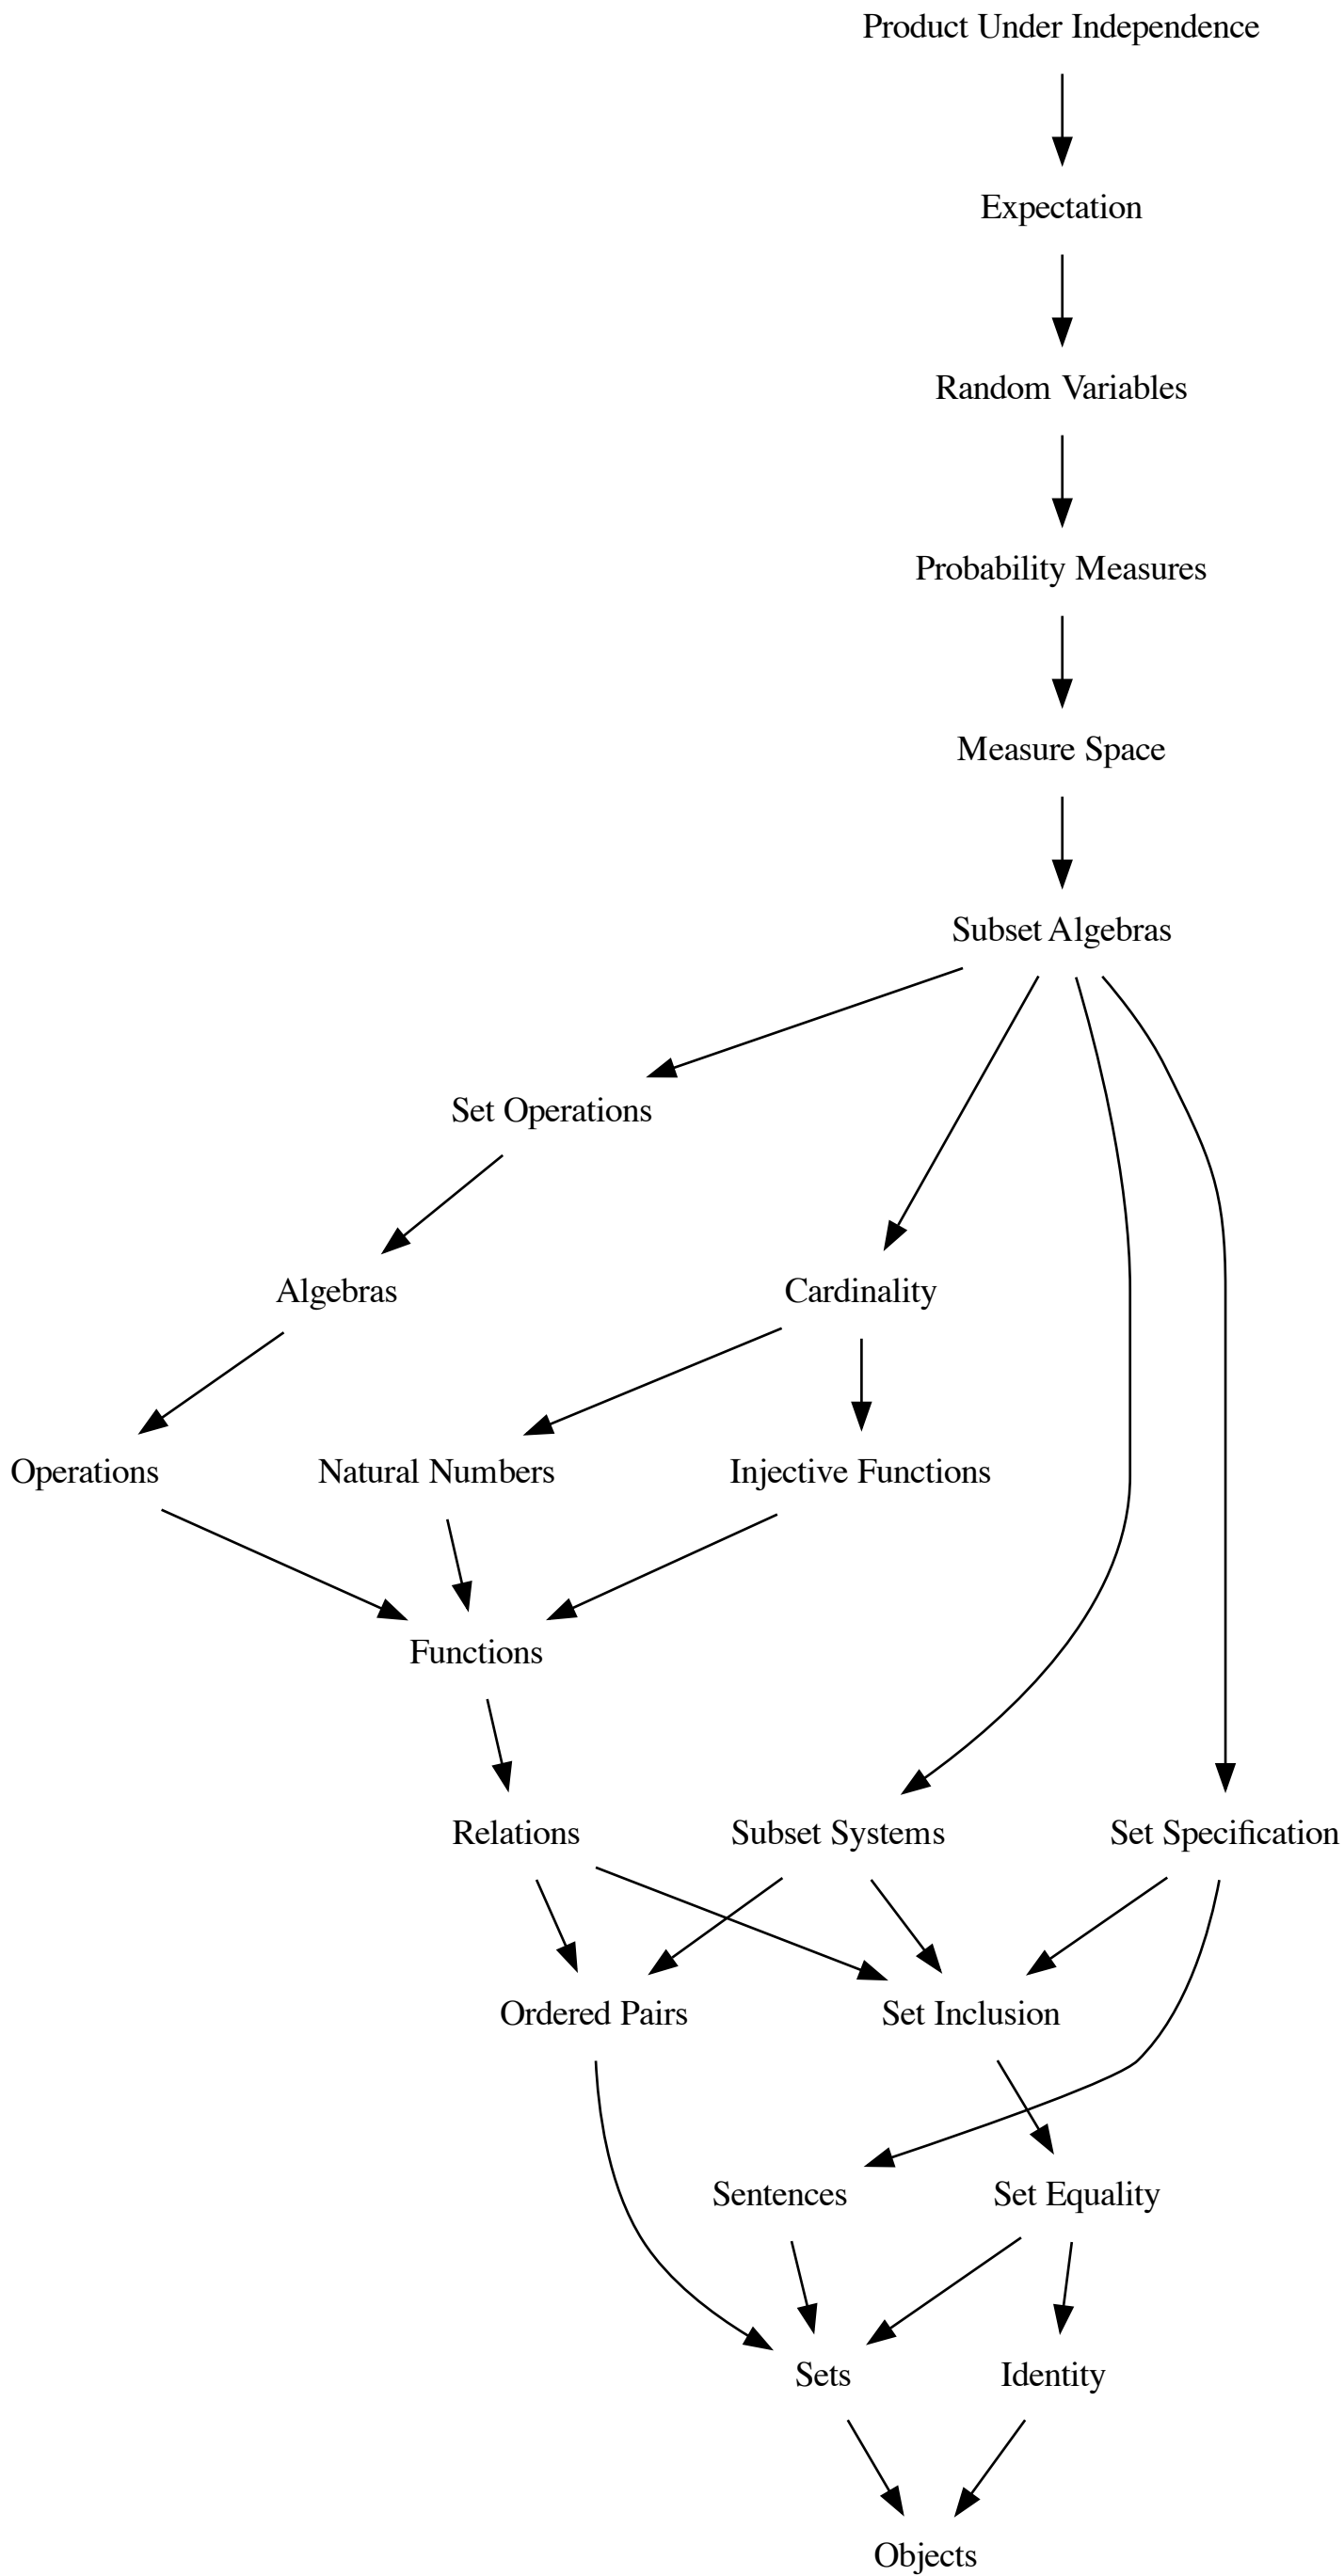 Product Under Independence
Expectation
Random Variables
Probability Measures
Measure Space
Subset Algebras
Set Operations
Algebras
Cardinality
Operations
Natural Numbers
Injective Functions
Functions
Relations
Subset Systems
Set Specification
Ordered Pairs
Set Inclusion
Sentences
Set Equality
Sets
Identity
Objects